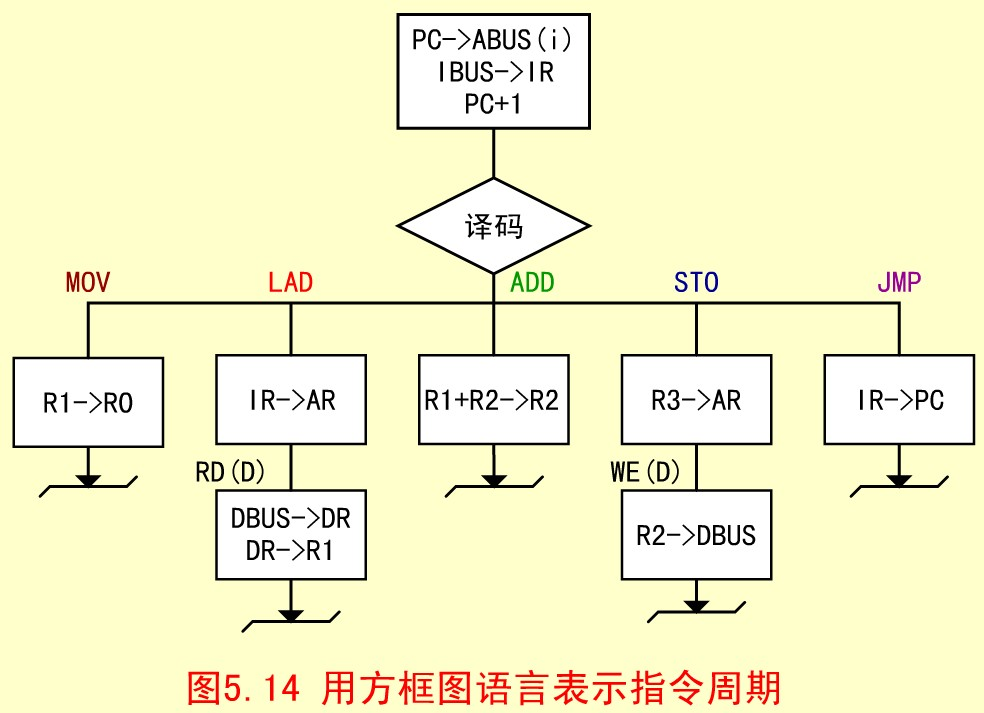 PC->ABUS(i)
IBUS->IR
PC+1
译码
MOV
LAD
ADD
STO
JMP
R1->R0
IR->AR
R1+R2->R2
R3->AR
IR->PC
RD(D)
WE(D)
DBUS->DR
DR->R1
R2->DBUS
图5.14 用方框图语言表示指令周期